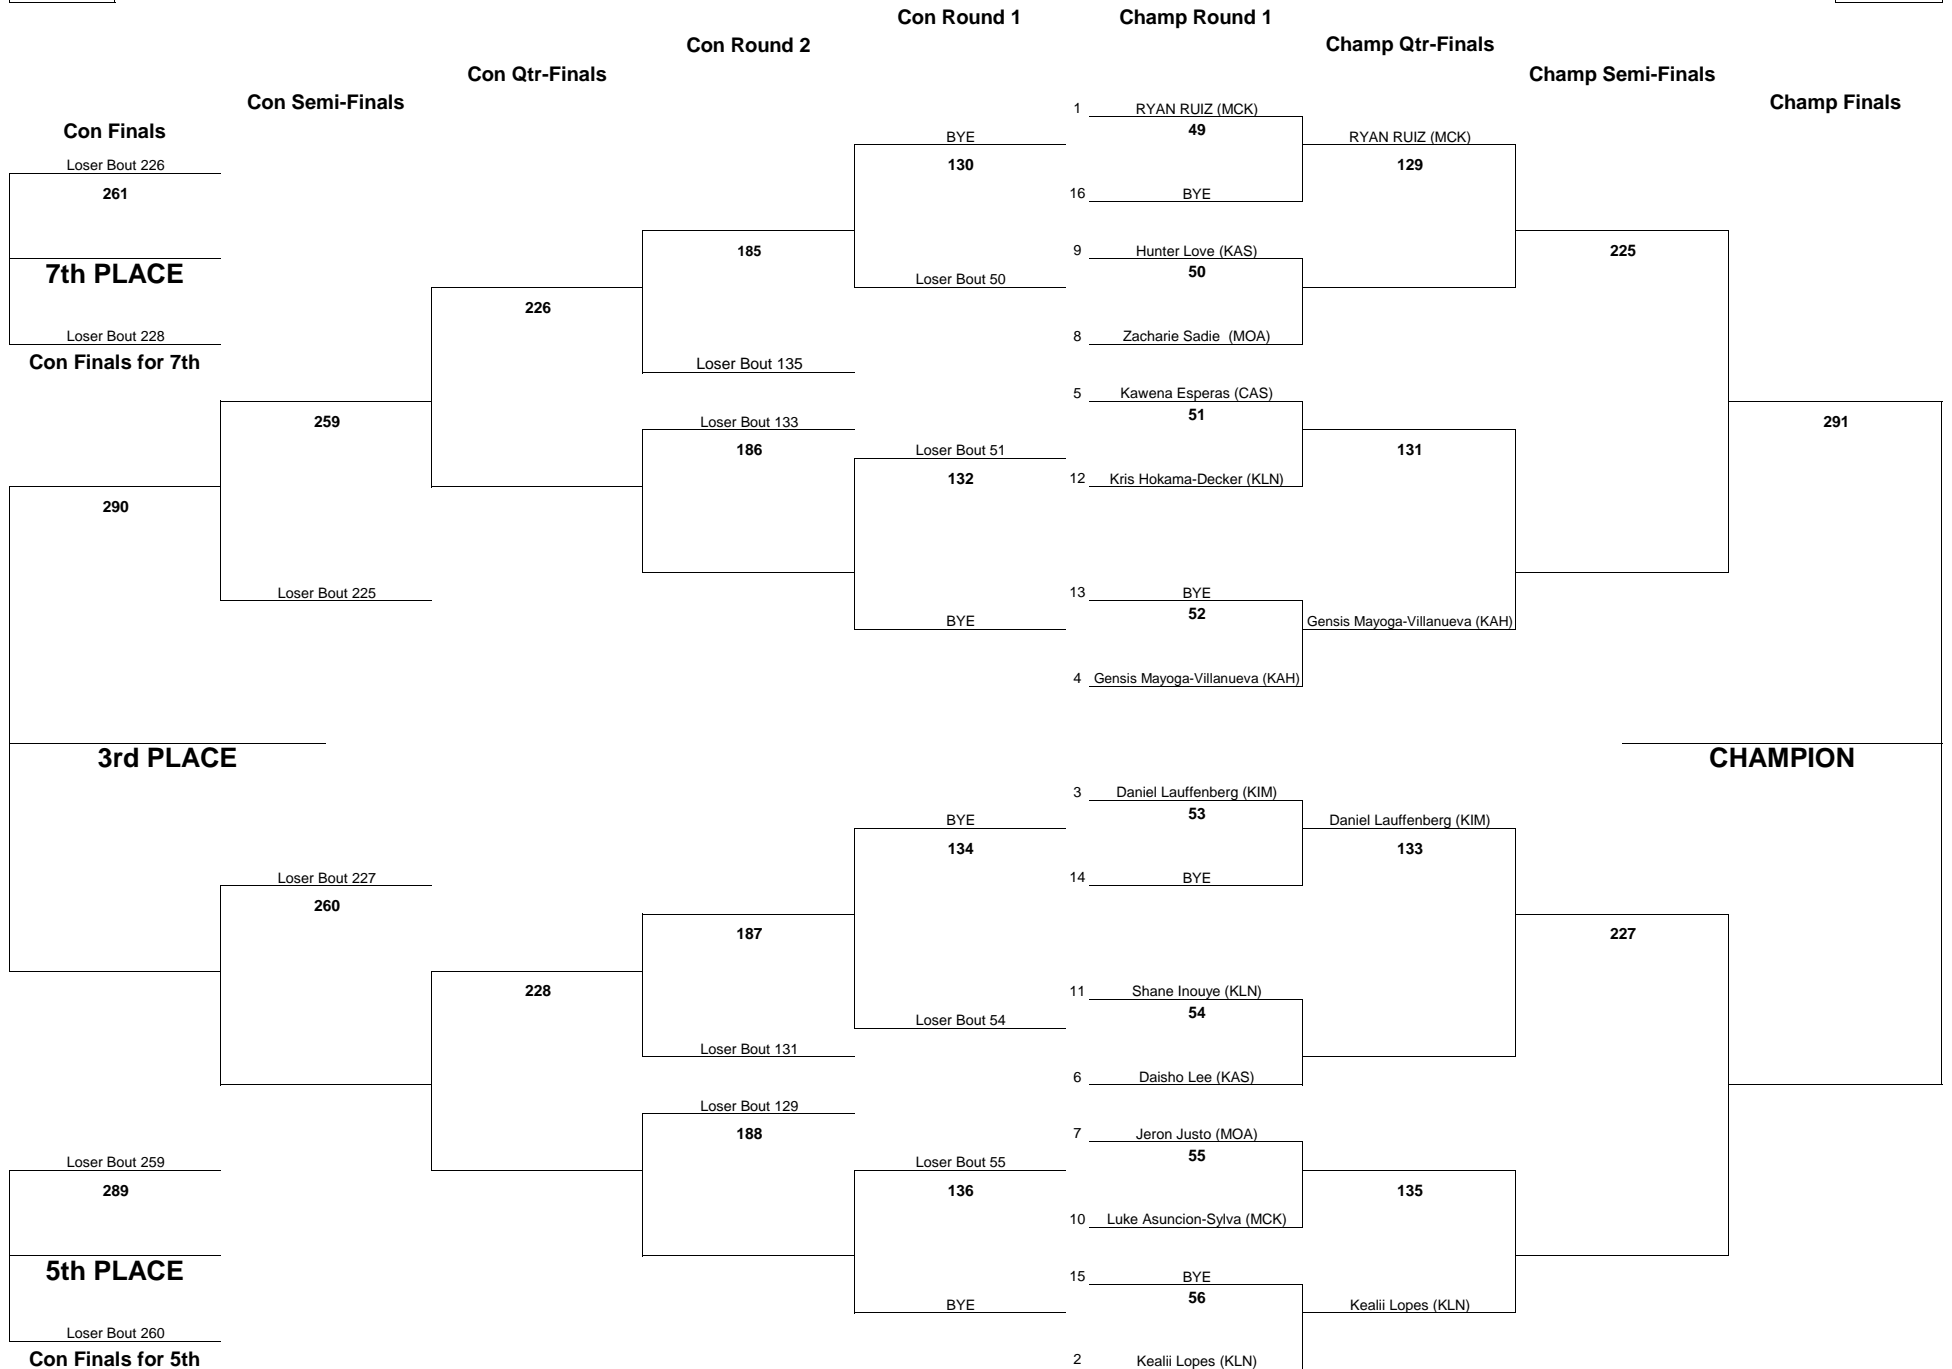 Con Round 1
Champ Round 1
Con Round 2
Champ Qtr-Finals
Con Qtr-Finals
Champ Semi-Finals
Con Semi-Finals
Champ Finals
Con Finals
1 RYAN RUIZ (MCK)
49
BYE
RYAN RUIZ (MCK)
130
129
Loser Bout 226
261
16 BYE
185
9 Hunter Love (KAS)
50
225
7th PLACE
Loser Bout 50
226
Loser Bout 228
8 Zacharie Sadie  (MOA)
Con Finals for 7th
Loser Bout 135
5 Kawena Esperas (CAS)
51
259
Loser Bout 133
291
186
Loser Bout 51
131
132
12 Kris Hokama-Decker (KLN)
290
Loser Bout 225
13 BYE
52
BYE
Gensis Mayoga-Villanueva (KAH)
4 Gensis Mayoga-Villanueva (KAH)
3rd PLACE
CHAMPION
3 Daniel Lauffenberg (KIM)
53
BYE
Daniel Lauffenberg (KIM)
134
133
Loser Bout 227
14 BYE
260
187
227
228
11 Shane Inouye (KLN)
54
Loser Bout 54
Loser Bout 131
6 Daisho Lee (KAS)
Loser Bout 129
188
7 Jeron Justo (MOA)
55
Loser Bout 259
Loser Bout 55
289
136
135
10 Luke Asuncion-Sylva (MCK)
5th PLACE
15 BYE
56
BYE
Kealii Lopes (KLN)
Loser Bout 260
Con Finals for 5th
2 Kealii Lopes (KLN)